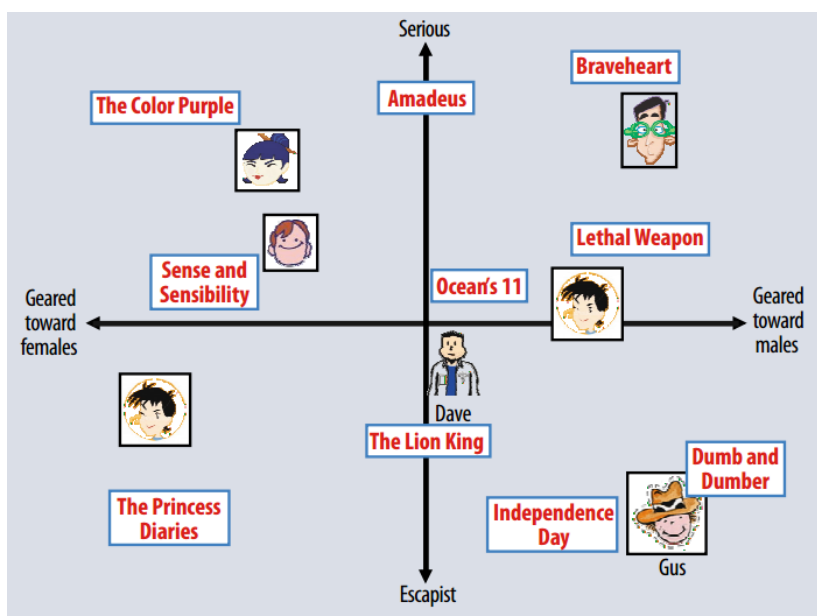 Serious
Braveheart
The Color Purple
Amadeus
Lethal Weapon
Sense and
Sensibility
Ocean's 11
Geared
toward
females
Geared
toward
males
Dave
The Lion King
Dumb and
Dumber
The Princess
Diaries
Independence
Day
Gus
Escapist